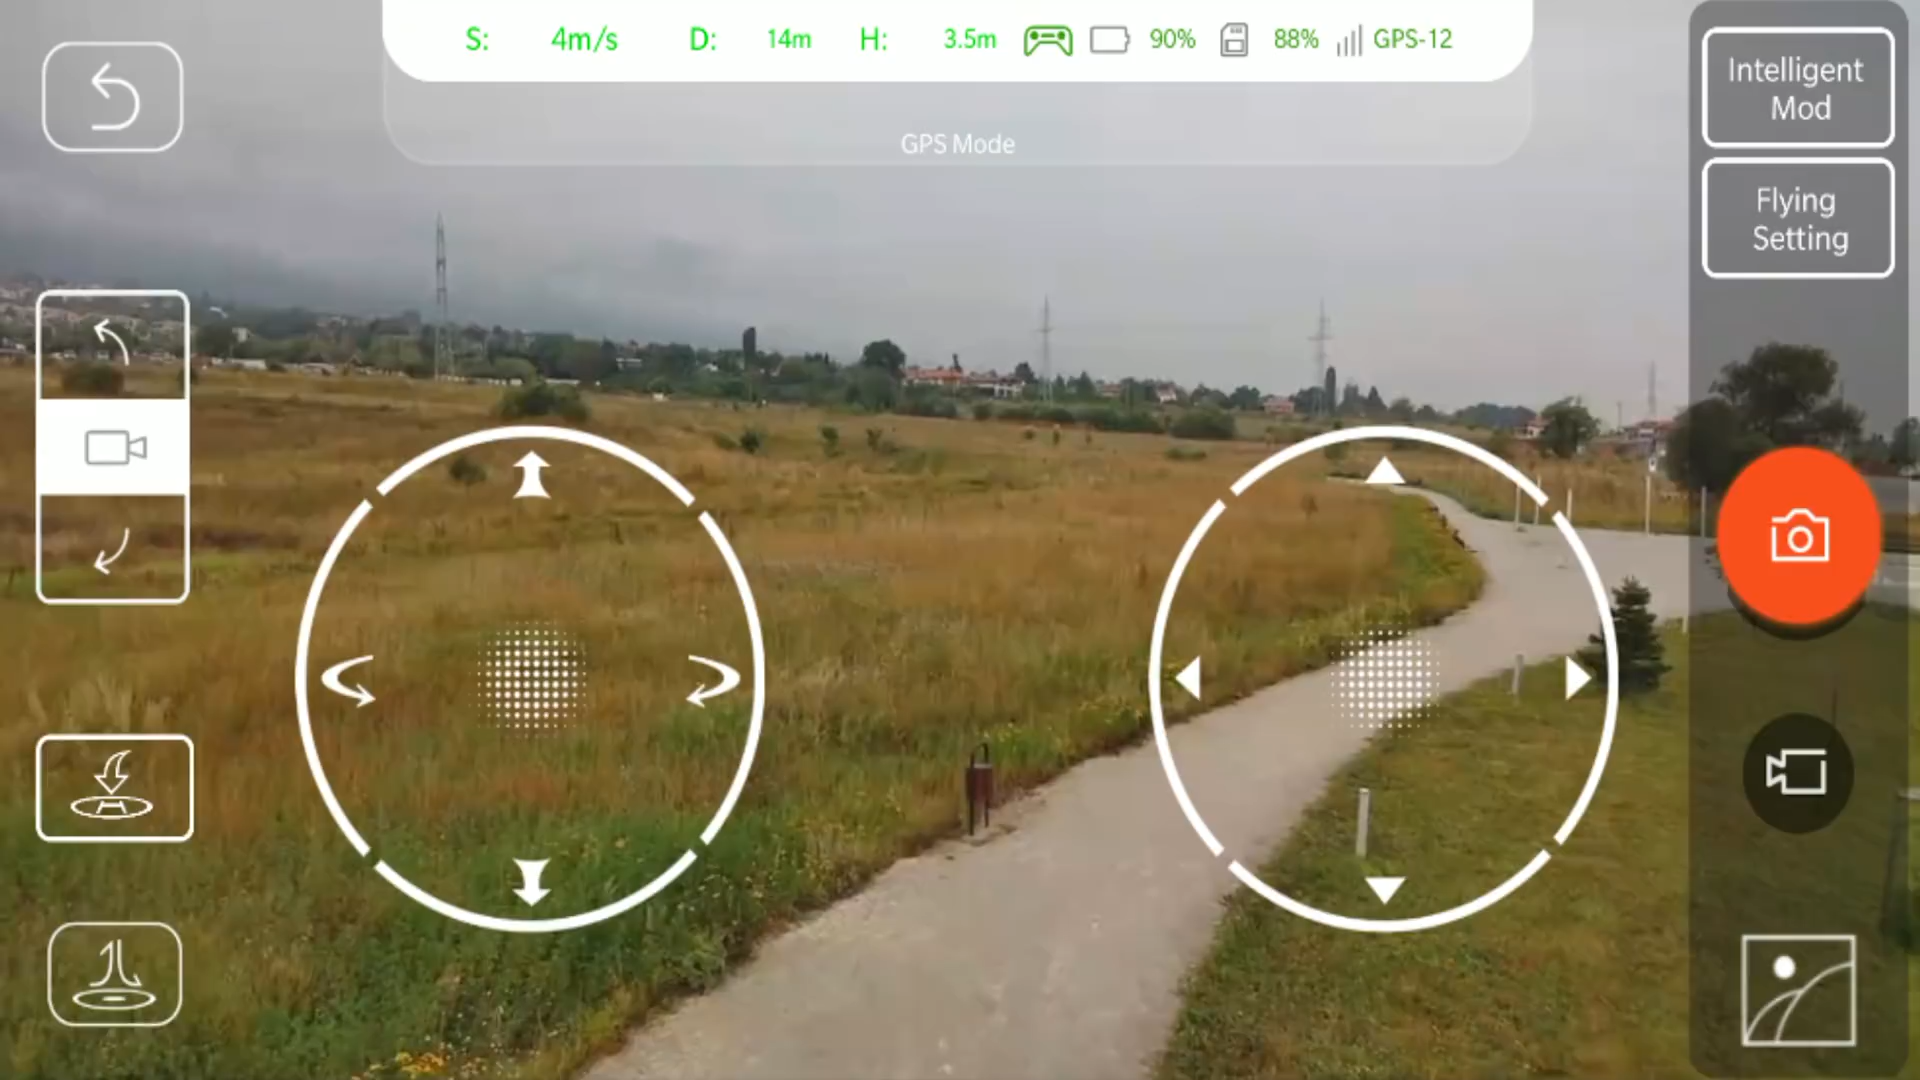 S: 4m/s D: 14m H: 3.5m 90% 88% GPS-12
GPS Mode
Intelligent
Mod
Flying
Setting